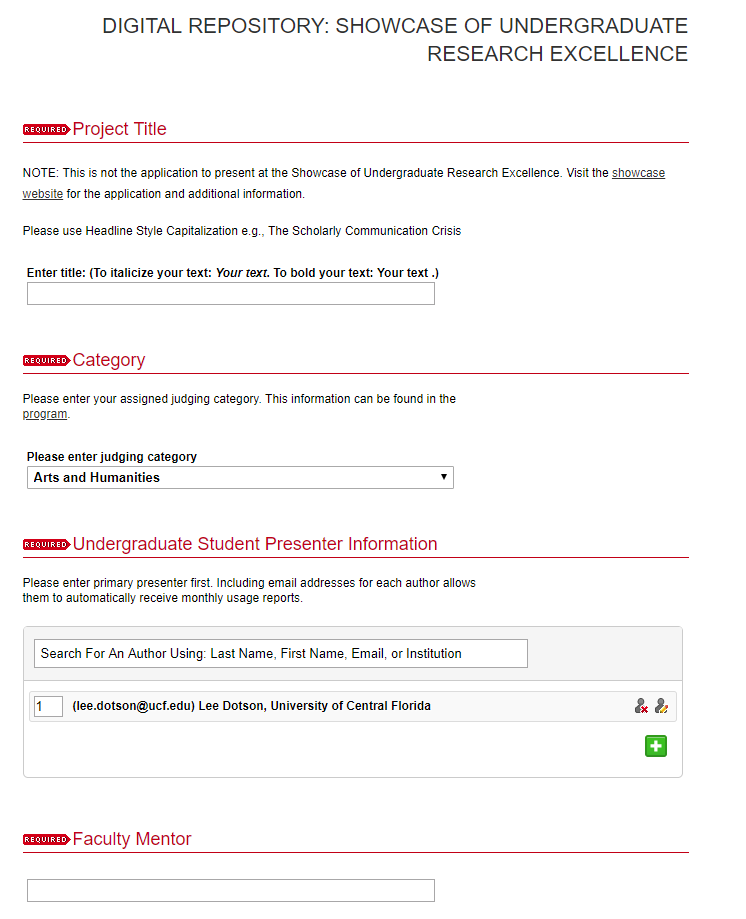 DIGITAL REPOSITORY: SHOWCASE OF UNDERGRADUATE
RESEARCH EXCELLENCE
REQUIRED Project Title
NOTE: This is not the application to present at the Showcase of Undergraduate Research Excellence. Visit the showcase
website for the application and additional information.
Please use Headline Style Capitalization e.g., The Scholarly Communication Crisis
Enter title: (To italicize your text: Your text. To bold your text: Your text .)
REQUIRED Category
Please enter your assigned judging category. This information can be found in the
program.
Please enter judging category
Arts and Humanities
REQUIRED Undergraduate Student Presenter Information
Please enter primary presenter first. Including email addresses for each author allows
them to automatically receive monthly usage reports.
Search For An Author Using: Last Name, First Name, Email, or Institution
1 (lee.dotson@ucf.edu) Lee Dotson, University of Central Florida
REQUIRED Faculty Mentor